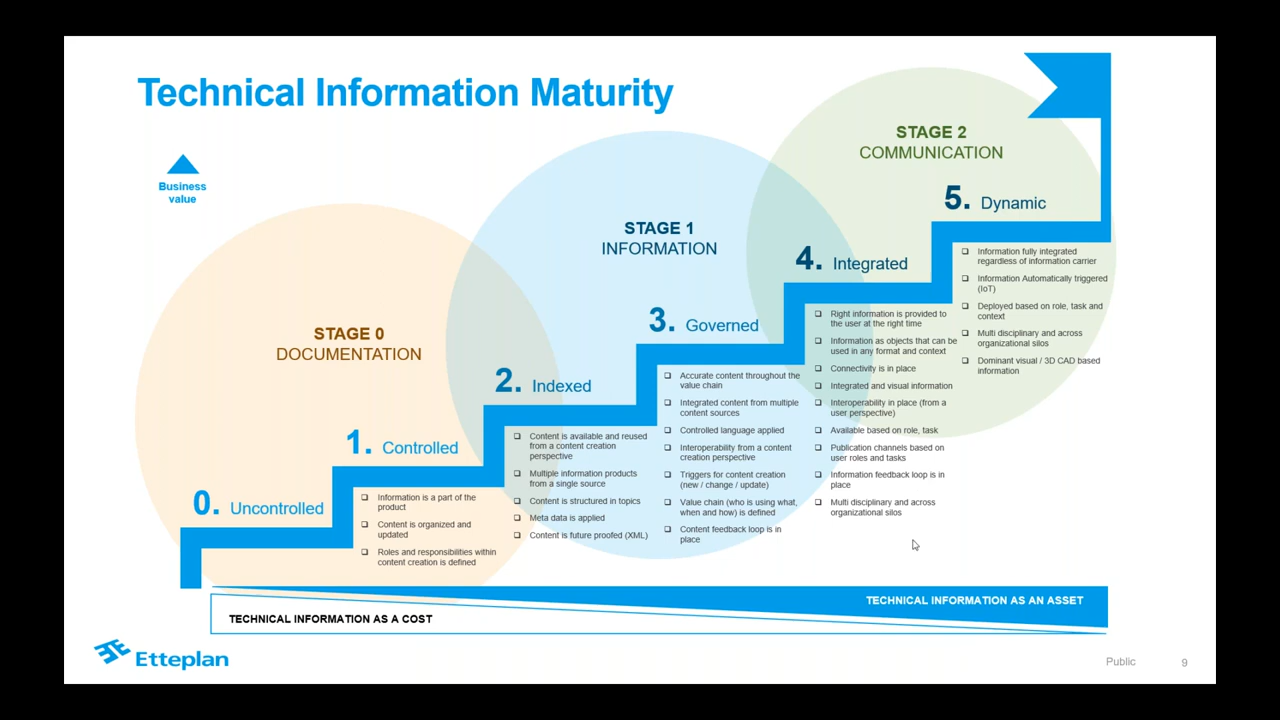 Technical Information Maturity
Business
value
STAGE 0
DOCUMENTATION
STAGE 1
INFORMATION
STAGE 2
COMMUNICATION
0. Uncontrolled
1. Controlled
Information is a part of the
product
Content is organized and
updated
Roles and responsibilities within
content creation is defined
2. Indexed
Content is available and reused
from a content creation
perspective
Multiple information products
from a single source
Content is structured in topics
Meta data is applied
Content is future proofed (XML)
3. Governed
Accurate content throughout the
value chain
Integrated content from multiple
content sources
Controlled language applied
Interoperability from a content
creation perspective
Triggers for content creation
(new / change / update)
Value chain (who is using what,
when and how) is defined
Content feedback loop is in
place
4. Integrated
Right information is provided to
the user at the right time
Information as objects that can be
used in any format and context
Connectivity is in place
Integrated and visual information
Interoperability in place (from a
user perspective)
Available based on role, task
Publication channels based on
user roles and tasks
Information feedback loop is in
place
Multi disciplinary and across
organizational silos
5. Dynamic
Information fully integrated
regardless of information carrier
Information Automatically triggered
(IoT)
Deployed based on role, task and
context
Multi disciplinary and across
organizational silos
Dominant visual / 3D CAD based
information
TECHNICAL INFORMATION AS AN ASSET
TECHNICAL INFORMATION AS A COST
Etteplan
Public 9